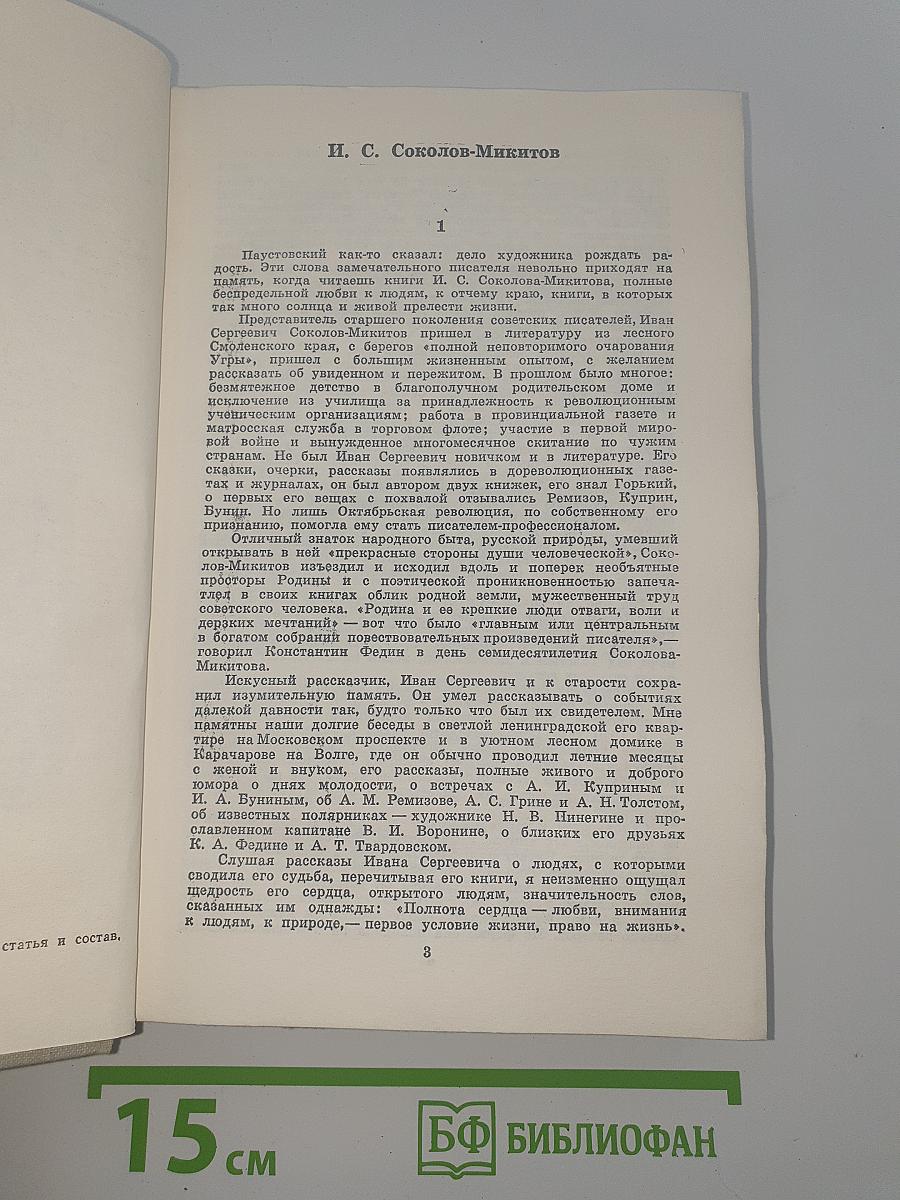 И. С. Соколов-Микитов
1
Паустовский как-то сказал: дело художника рождать ра-
дость. Эти слова замечательного писателя невольно приходят на
память, когда читаешь книги И. С. Соколова-Микитова, полные
беспредельной любви к людям, к отчему краю, книги, в которых
так много солнца и живой прелести жизни.
Представитель старшего поколения советских писателей, Иван
Сергеевич Соколов-Микитов пришел в литературу из лесного
Смоленского края, с берегов «полной неповторимого очарования
Угры», пришел с большим жизненным опытом, с желанием
рассказать об увиденном и пережитом. В прошлом было многое:
безмятежное детство в благополучном родительском доме и
исключение из училища за принадлежность к революционным
ученическим организациям; работа в провинциальной газете и
матросская служба в торговом флоте; участие в первой миро-
вой войне и вынужденное многомесячное скитание по чужим
странам. Не был Иван Сергеевич новичком и в литературе. Его
сказки, очерки, рассказы появлялись в дореволюционных газе-
тах и журналах, он был автором двух книжек, его знал Горький,
о первых его вещах с похвалой отзывались Ремизов, Куприн,
Бунин. Но лишь Октябрьская революция, по собственному его
признанию, помогла ему стать писателем-профессионалом.
Отличный знаток народного быта, русской природы, умевший
открывать в ней «прекрасные стороны души человеческой», Соко-
лов-Микитов изъездил и исходил вдоль и поперек необъятные
просторы Родины и с поэтической проникновенностью запеча-
тлел в своих книгах облик родной земли, мужественный труд
советского человека. «Родина и ее крепкие люди отваги, воли и
дерзких мечтаний» — вот что было «главным или центральным
в богатом собраний повествовательных произведений писателя»,—
говорил Константин Федин в день семидесятилетия Соколова-
Микитова.
Искусный рассказчик, Иван Сергеевич и к старости сохра-
нил изумительную память. Он умел рассказывать о событиях
далекой давности так, будто только что был их свидетелем. Мне
памятны наши долгие беседы в светлой ленинградской его квар-
тире на Московском проспекте и в уютном лесном домике в
Карачарове на Волге, где он обычно проводил летние месяцы
с женой и внуком, его рассказы, полные живого и доброго
юмора о днях молодости, о встречах с А. И. Куприным и
И. А. Буниным, об А. М. Ремизове, А. С. Грине и А. Н. Толстом,
об известных полярниках — художнике Н. В. Пинегине и про-
славленном капитане В. И. Воронине, о близких его друзьях
К. А. Федине и А. Т. Твардовском.
Слушая рассказы Ивана Сергеевича о людях, с которыми
сводила его судьба, перечитывая его книги, я неизменно ощущал
щедрость его сердца, открытого людям, значительность слов,
сказанных им однажды: «Полнота сердца — любви, внимания
к людям, к природе,— первое условие жизни, право на жизнь».
3
статья и состав.
15 см
БФ БИБЛИОФАН